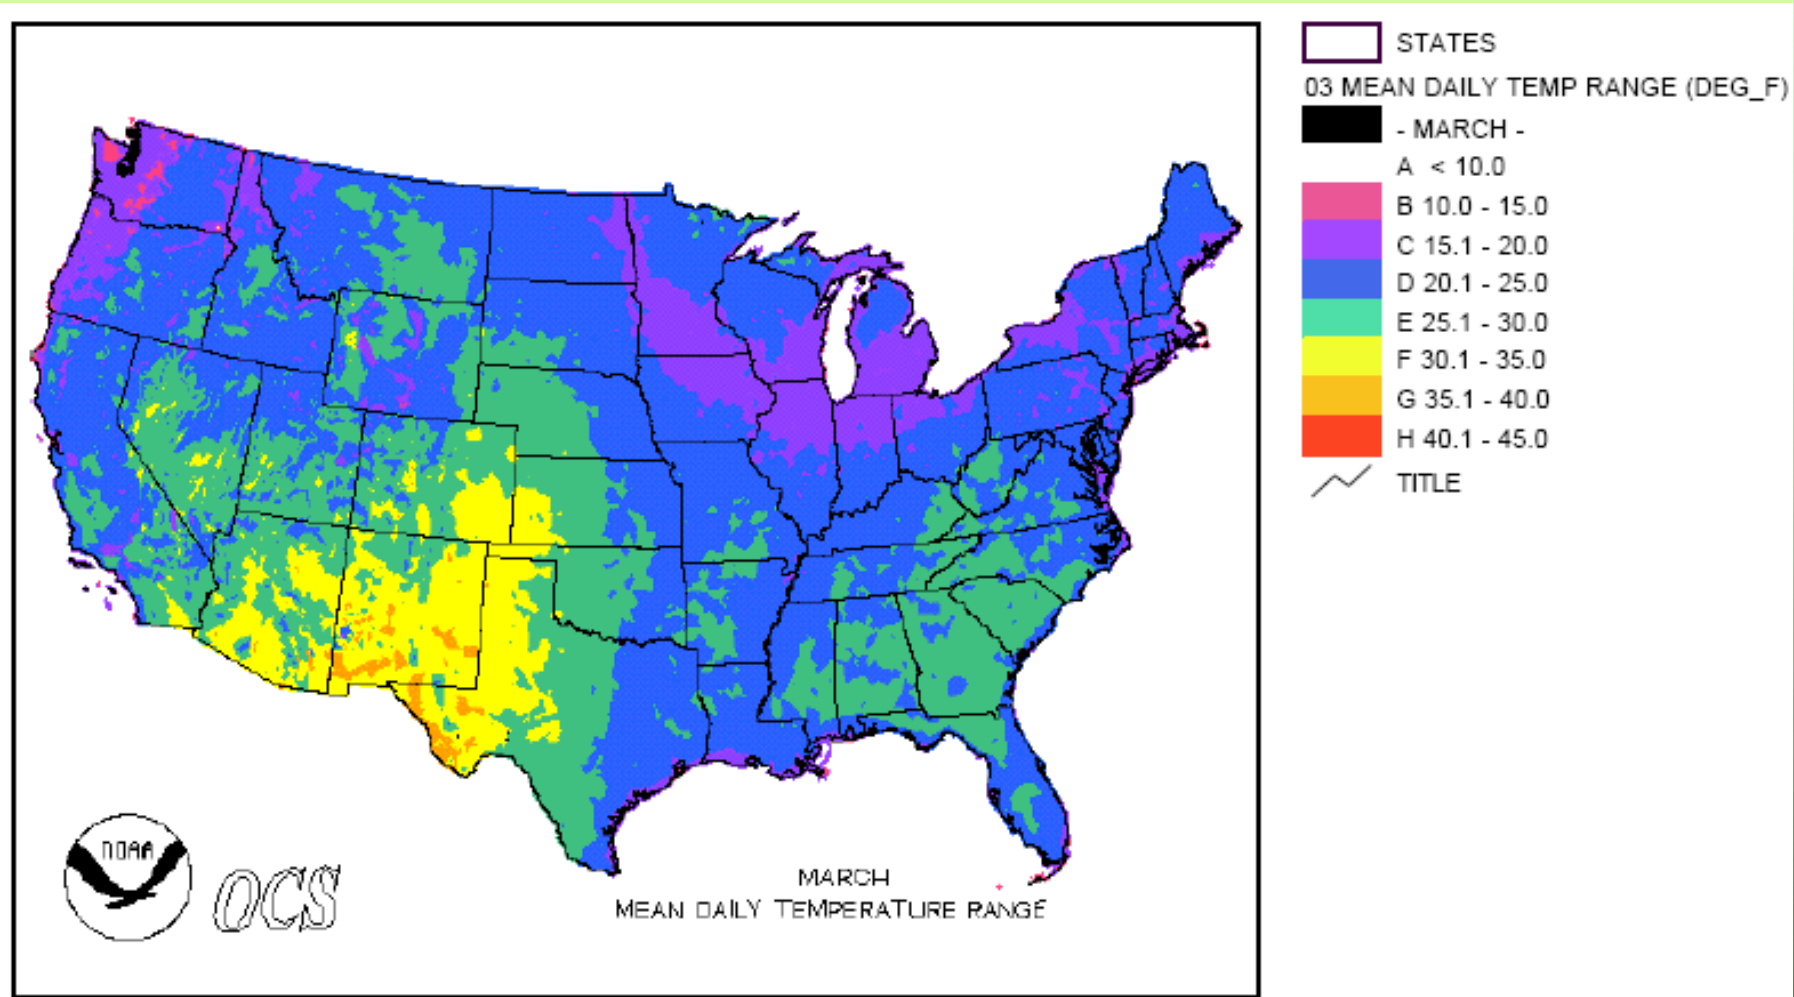 STATES
03 MEAN DAILY TEMP RANGE (DEG_F)
- MARCH -
A < 10.0
B 10.0 - 15.0
C 15.1 - 20.0
D 20.1 - 25.0
E 25.1 - 30.0
F 30.1 - 35.0
G 35.1 - 40.0
H 40.1 - 45.0
TITLE
NOAA
OCS
MARCH
MEAN DAILY TEMPERATURE RANGE